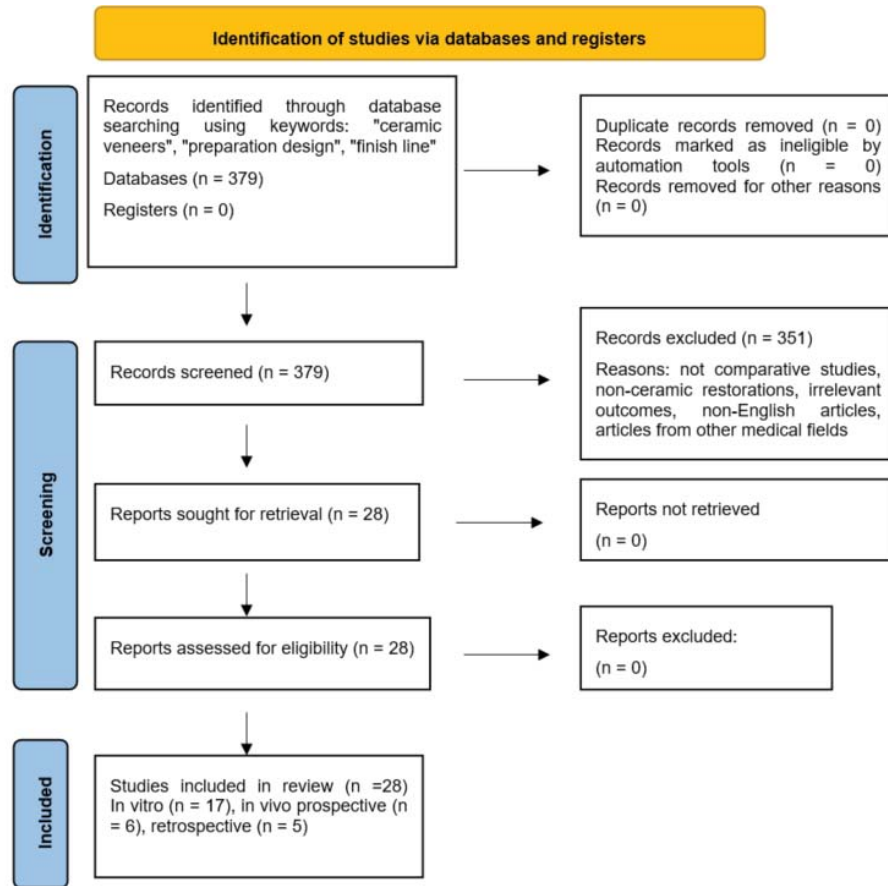 Identification of studies via databases and registers
Identification
Records identified through database
searching using keywords: "ceramic
veneers", "preparation design", "finish line"
Databases (n = 379)
Registers (n = 0)
Duplicate records removed (n = 0)
Records marked as ineligible by
automation tools (n = 0)
Records removed for other reasons
(n = 0)
Screening
Records screened (n = 379)
Records excluded (n = 351)
Reasons: not comparative studies,
non-ceramic restorations, irrelevant
outcomes, non-English articles,
articles from other medical fields
Reports sought for retrieval (n = 28)
Reports not retrieved
(n = 0)
Reports assessed for eligibility (n = 28)
Reports excluded:
(n = 0)
Included
Studies included in review (n =28)
In vitro (n = 17), in vivo prospective (n
= 6), retrospective (n = 5)